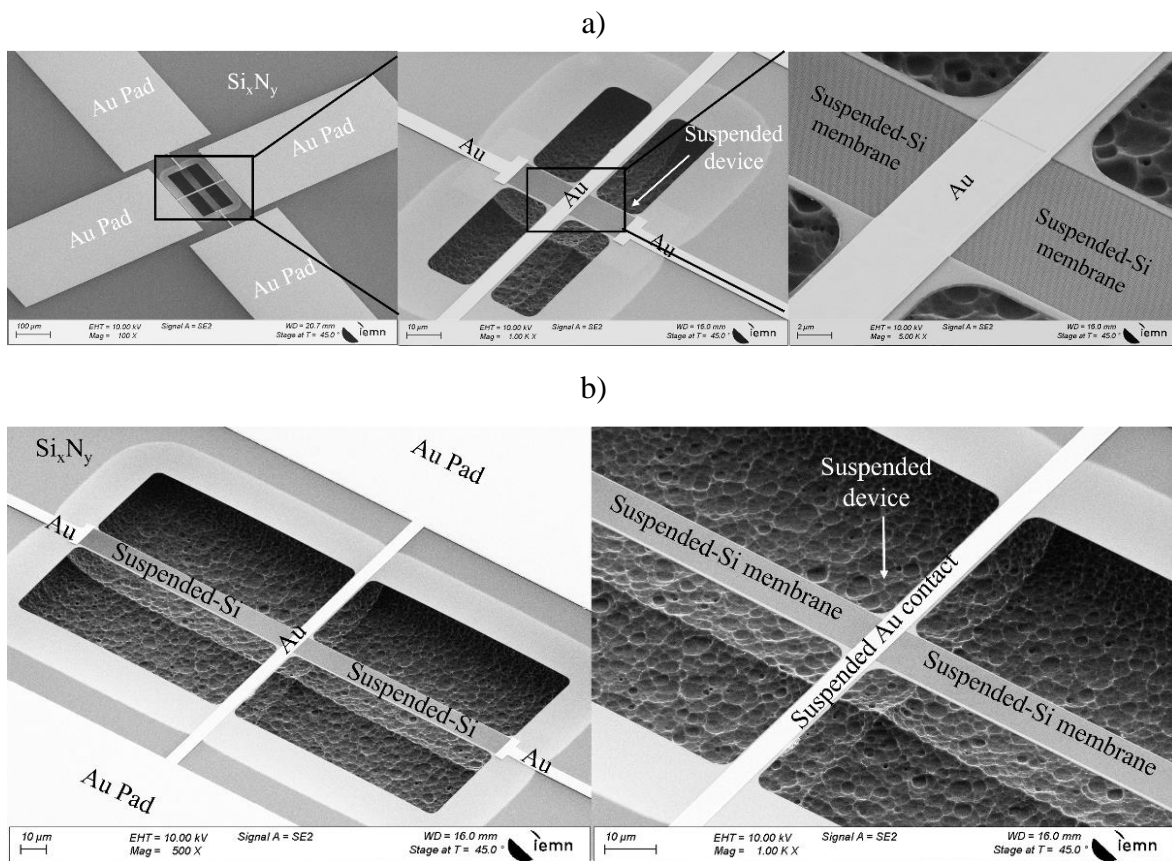 a)
Au Pad
Si$_x$N$_y$
Au Pad
Au Pad
Au Pad
100 µm
EHT = 10.00 kV
Mag = 100 X
Signal A = SE2
WD = 20.7 mm
Stage at T = 45.0 °
iemn
Au
Suspended
device
Au
Au
10 µm
EHT = 10.00 kV
Mag = 1.00 K X
Signal A = SE2
WD = 16.0 mm
Stage at T = 45.0 °
iemn
Suspended-Si
membrane
Au
Suspended-Si
membrane
2 µm
EHT = 10.00 kV
Mag = 5.00 K X
Signal A = SE2
WD = 16.0 mm
Stage at T = 45.0 °
iemn
b)
Si$_x$N$_y$
Au Pad
Au
Suspended-Si
Au
Suspended-Si
Au
Au Pad
10 µm
EHT = 10.00 kV
Mag = 500 X
Signal A = SE2
WD = 16.0 mm
Stage at T = 45.0 °
iemn
Suspended
device
Suspended-Si membrane
Suspended Au contact
Suspended-Si membrane
10 µm
EHT = 10.00 kV
Mag = 1.00 K X
Signal A = SE2
WD = 16.0 mm
Stage at T = 45.0 °
iemn